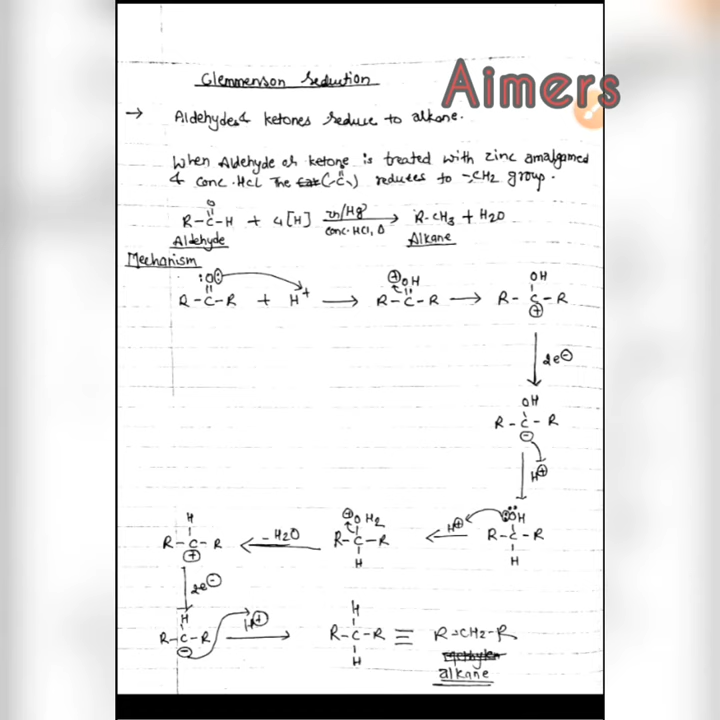 Clemmenson reduction
Aimers
→ Aldehydes & ketones reduce to alkane.
When Aldehyde or ketone is treated with zinc amalgamed
& conc. HCl The (-C-) reduces to -CH2 group.
O
R-C-H + 4[H] Zn/Hg → R-CH3 + H2O
conc. HCl, Δ
Aldehyde Alkane
Mechanism
:O⊖ ⊕OH OH
R-C-R + H+ → R-C-R → R-C-R
⊕
2e⊖
OH
R-C-R
⊖
H⊕
H ⊕OH2 H⊕ :ÖH
R-C-R ← -H2O R-C-R ← R-C-R
⊕ H H
2e⊖
H H⊕ H
R-C-R → R-C-R ≡ R-CH2-R
⊖ H
alkane